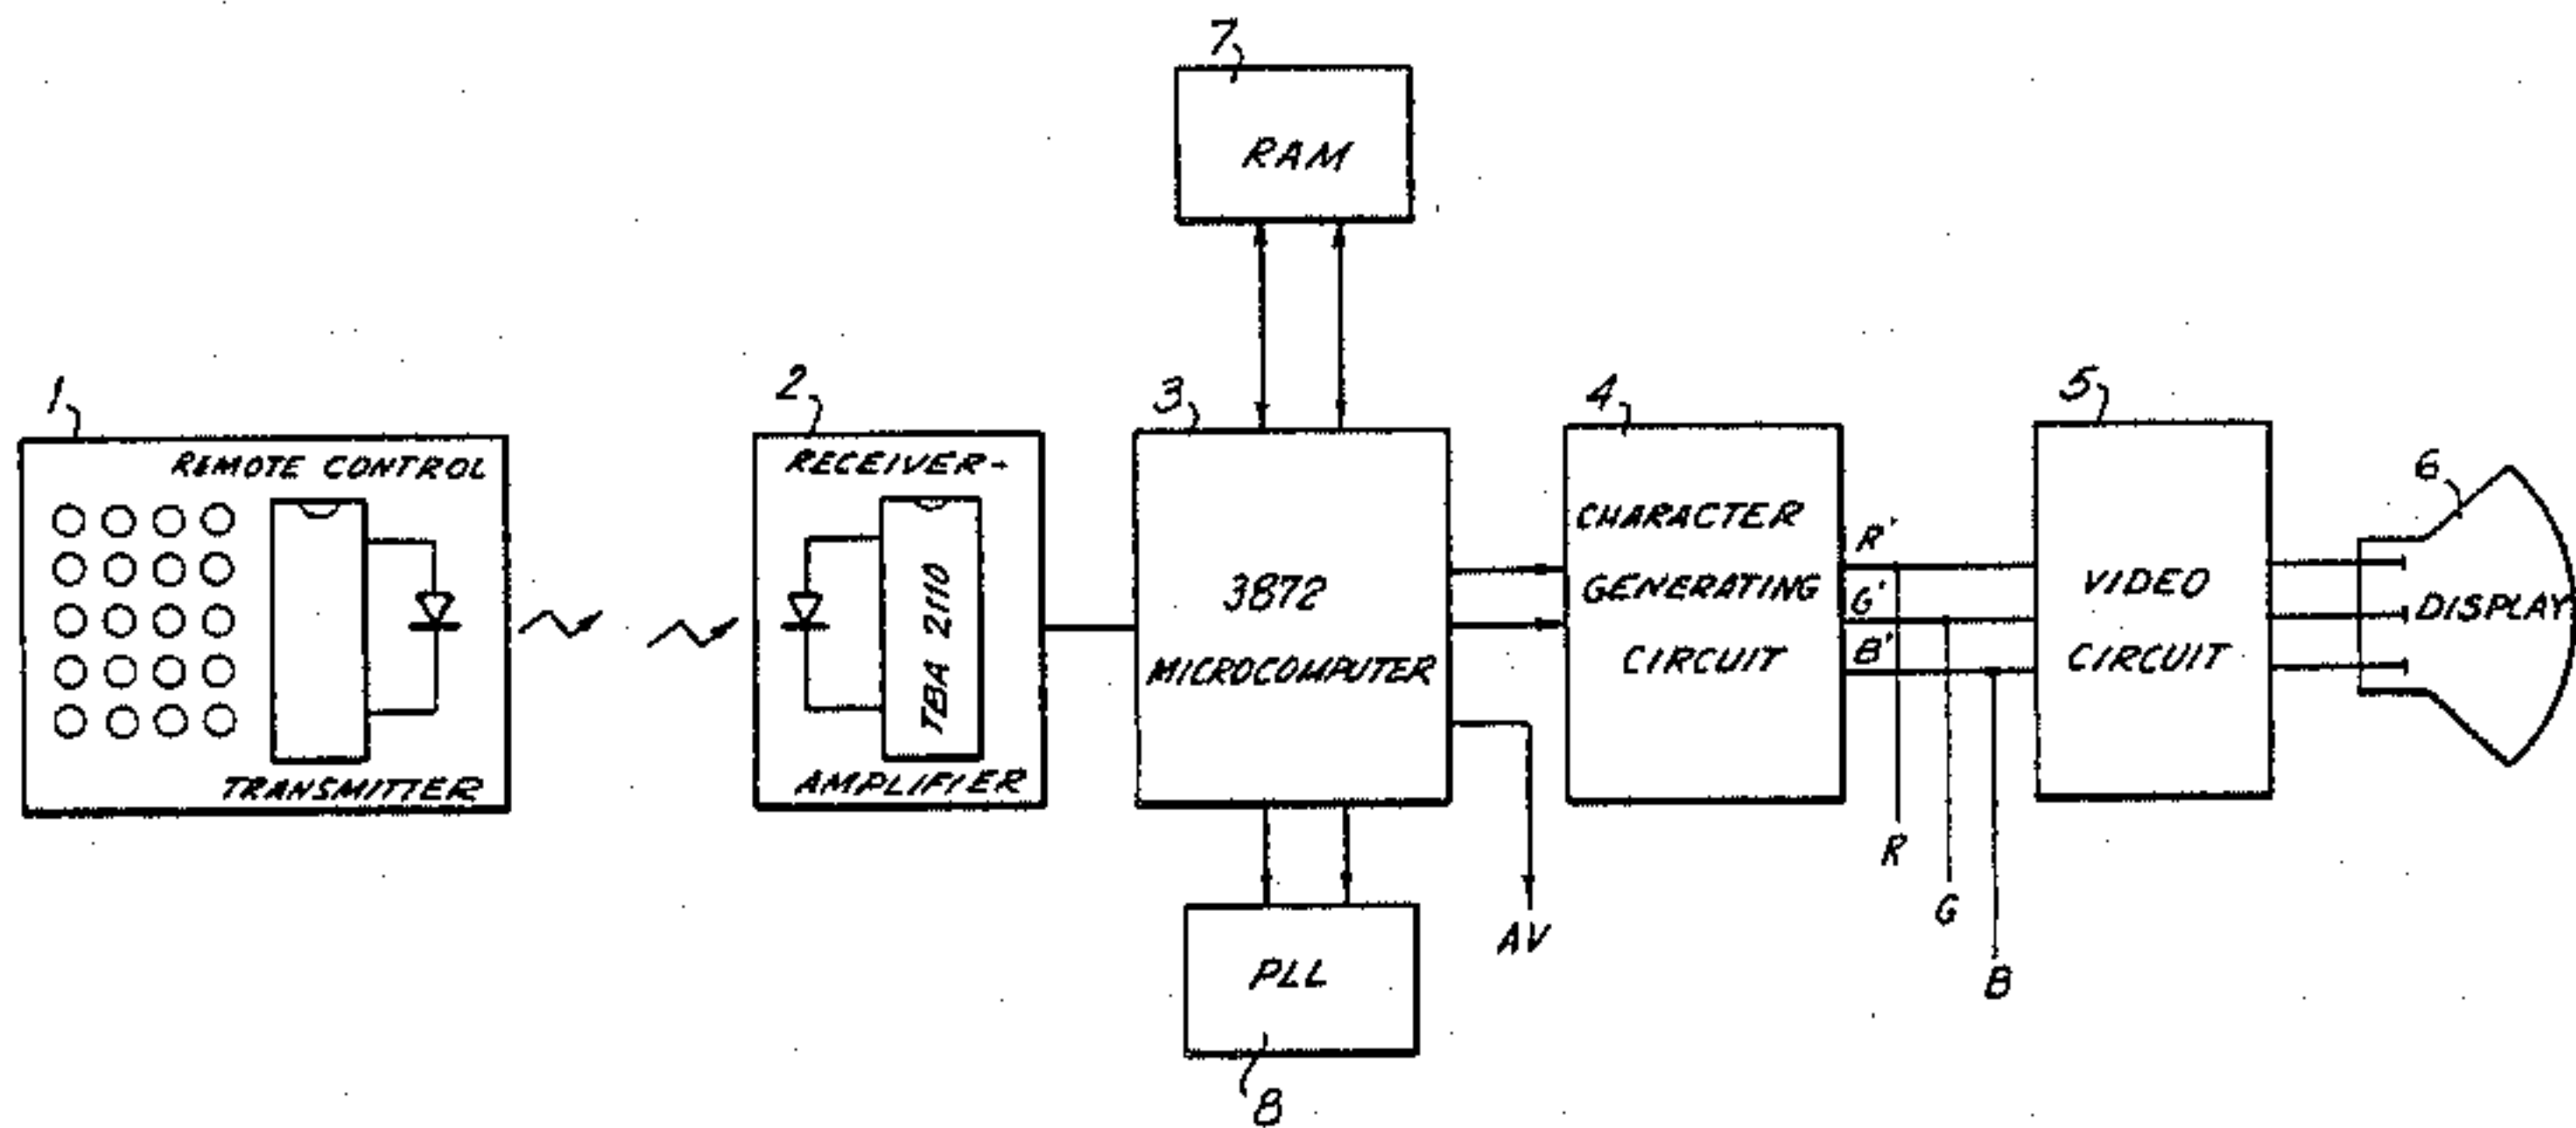 7
RAM
1
REMOTE CONTROL
TRANSMITTER
2
RECEIVER-
TBA 2110
AMPLIFIER
3
3872
MICROCOMPUTER
4
CHARACTER
GENERATING
CIRCUIT
R'
G'
B'
5
VIDEO
CIRCUIT
6
DISPLAY
R
G
B
AV
PLL
8